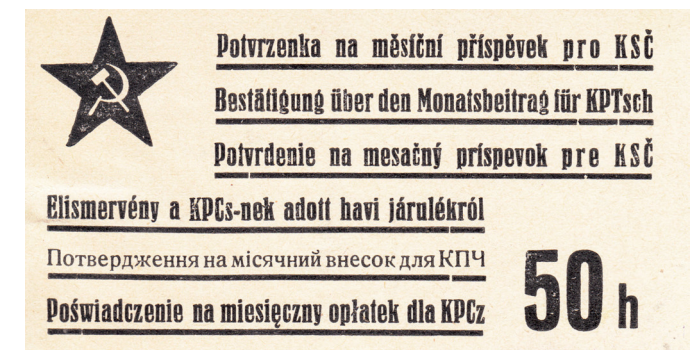 Potvrzenka na měsíční příspěvek pro KSČ
Bestätigung über den Monatsbeitrag für KPTsch
Potvrdenie na mesačný príspevok pre KSČ
Elismervény a KPCs-nek adott havi járulékról
Потвердження на місячний внесок для КПЧ
Poświadczenie na miesięczny opłatek dla KPCz
50 h